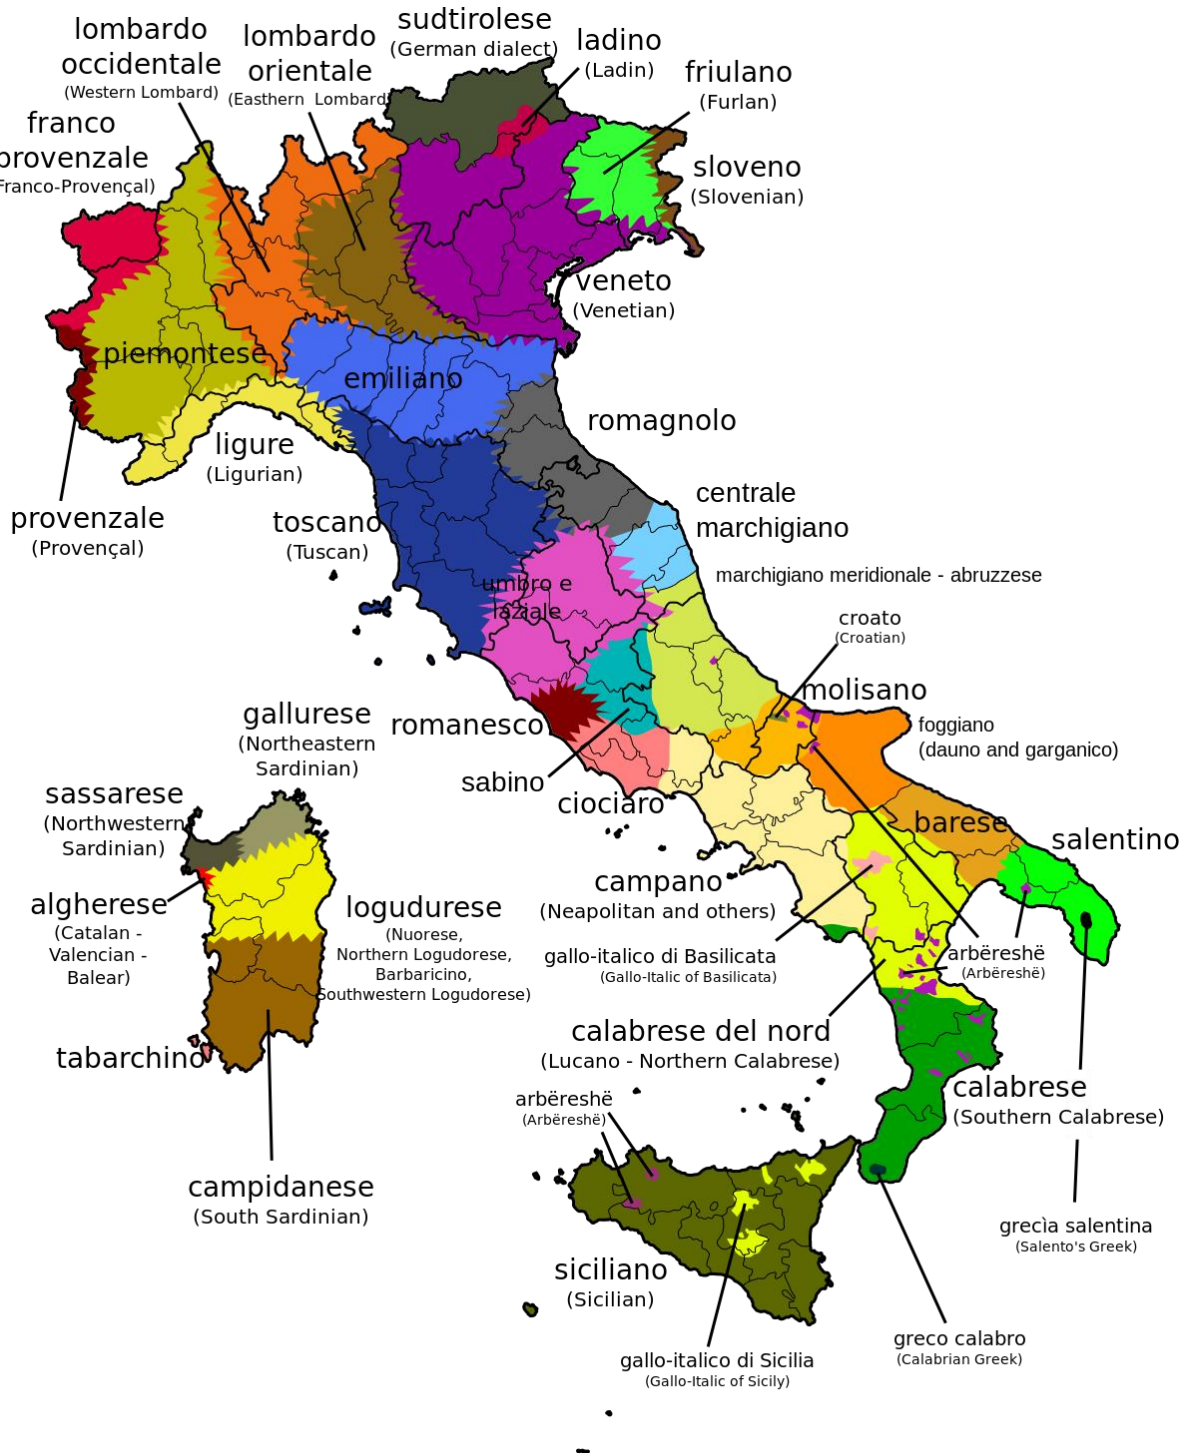 lombardo
occidentale
(Western Lombard)
lombardo
orientale
(Easthern Lombard)
sudtirolese
(German dialect)
ladino
(Ladin)
friulano
(Furlan)
franco
provenzale
Franco-Provençal)
sloveno
(Slovenian)
veneto
(Venetian)
piemontese
emiliano
romagnolo
ligure
(Ligurian)
provenzale
(Provençal)
toscano
(Tuscan)
centrale
marchigiano
marchigiano meridionale - abruzzese
umbro e
laziale
croato
(Croatian)
molisano
foggiano
(dauno and garganico)
romanesco
sabino
ciociaro
gallurese
(Northeastern
Sardinian)
sassarese
(Northwestern
Sardinian)
barese
salentino
algherese
(Catalan -
Valencian -
Balear)
logudurese
(Nuorese,
Northern Logudorese,
Barbaricino,
Southwestern Logudorese)
campano
(Neapolitan and others)
gallo-italico di Basilicata
(Gallo-Italic of Basilicata)
arbëreshë
(Arbëreshë)
calabrese del nord
(Lucano - Northern Calabrese)
tabarchino
calabrese
(Southern Calabrese)
arbëreshë
(Arbëreshë)
campidanese
(South Sardinian)
grecìa salentina
(Salento's Greek)
siciliano
(Sicilian)
greco calabro
(Calabrian Greek)
gallo-italico di Sicilia
(Gallo-Italic of Sicily)